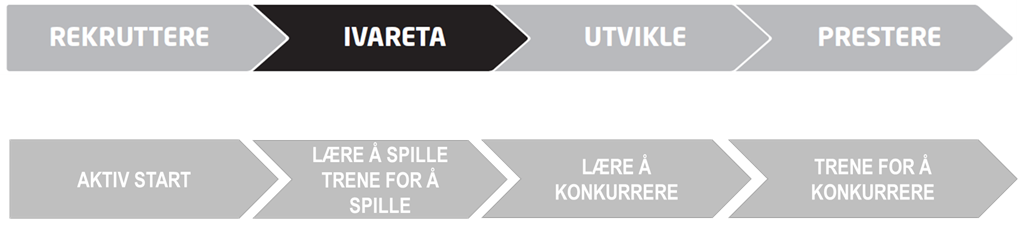 REKRUTTERE
IVARETA
UTVIKLE
PRESTERE
AKTIV START
LÆRE Å SPILLE
TRENE FOR Å
SPILLE
LÆRE Å
KONKURRERE
TRENE FOR Å
KONKURRERE